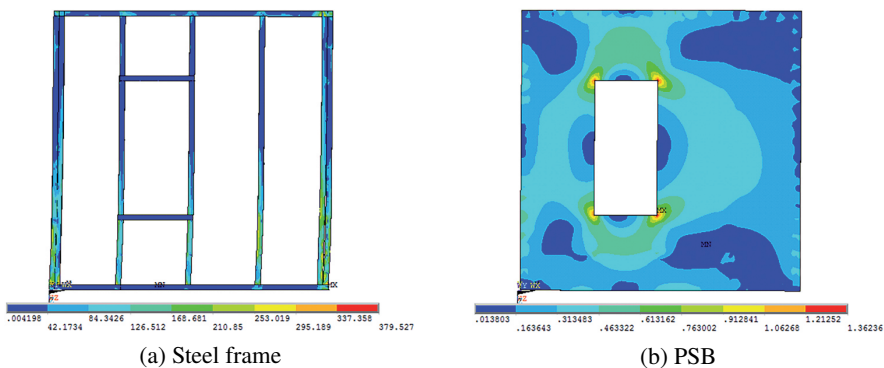 MX
MN
MX
MN
.004198 42.1734 84.3426 126.512 168.681 210.85 253.019 295.189 337.358 379.527
.013803 .163643 .313483 .463322 .613162 .763002 .912841 1.06268 1.21252 1.36236
(a) Steel frame
(b) PSB